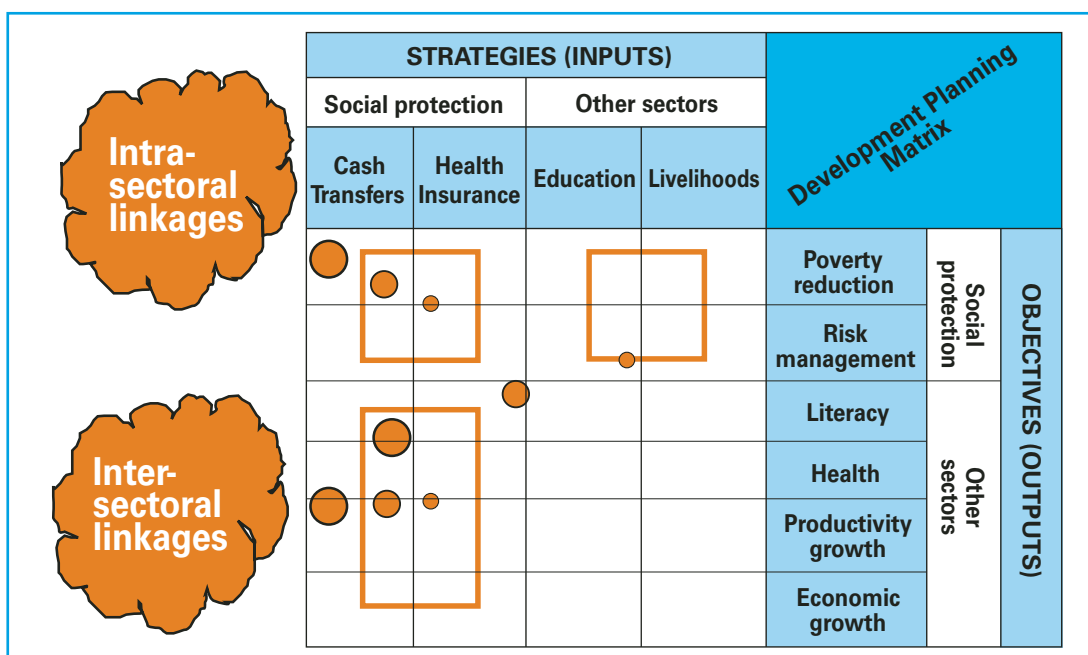 STRATEGIES (INPUTS)
Development Planning
Matrix
Social protection
Other sectors
Cash
Transfers
Health
Insurance
Education
Livelihoods
Intra-
sectoral
linkages
Poverty
reduction
Risk
management
Social
protection
Literacy
Health
Productivity
growth
Economic
growth
Other
sectors
OBJECTIVES (OUTPUTS)
Inter-
sectoral
linkages